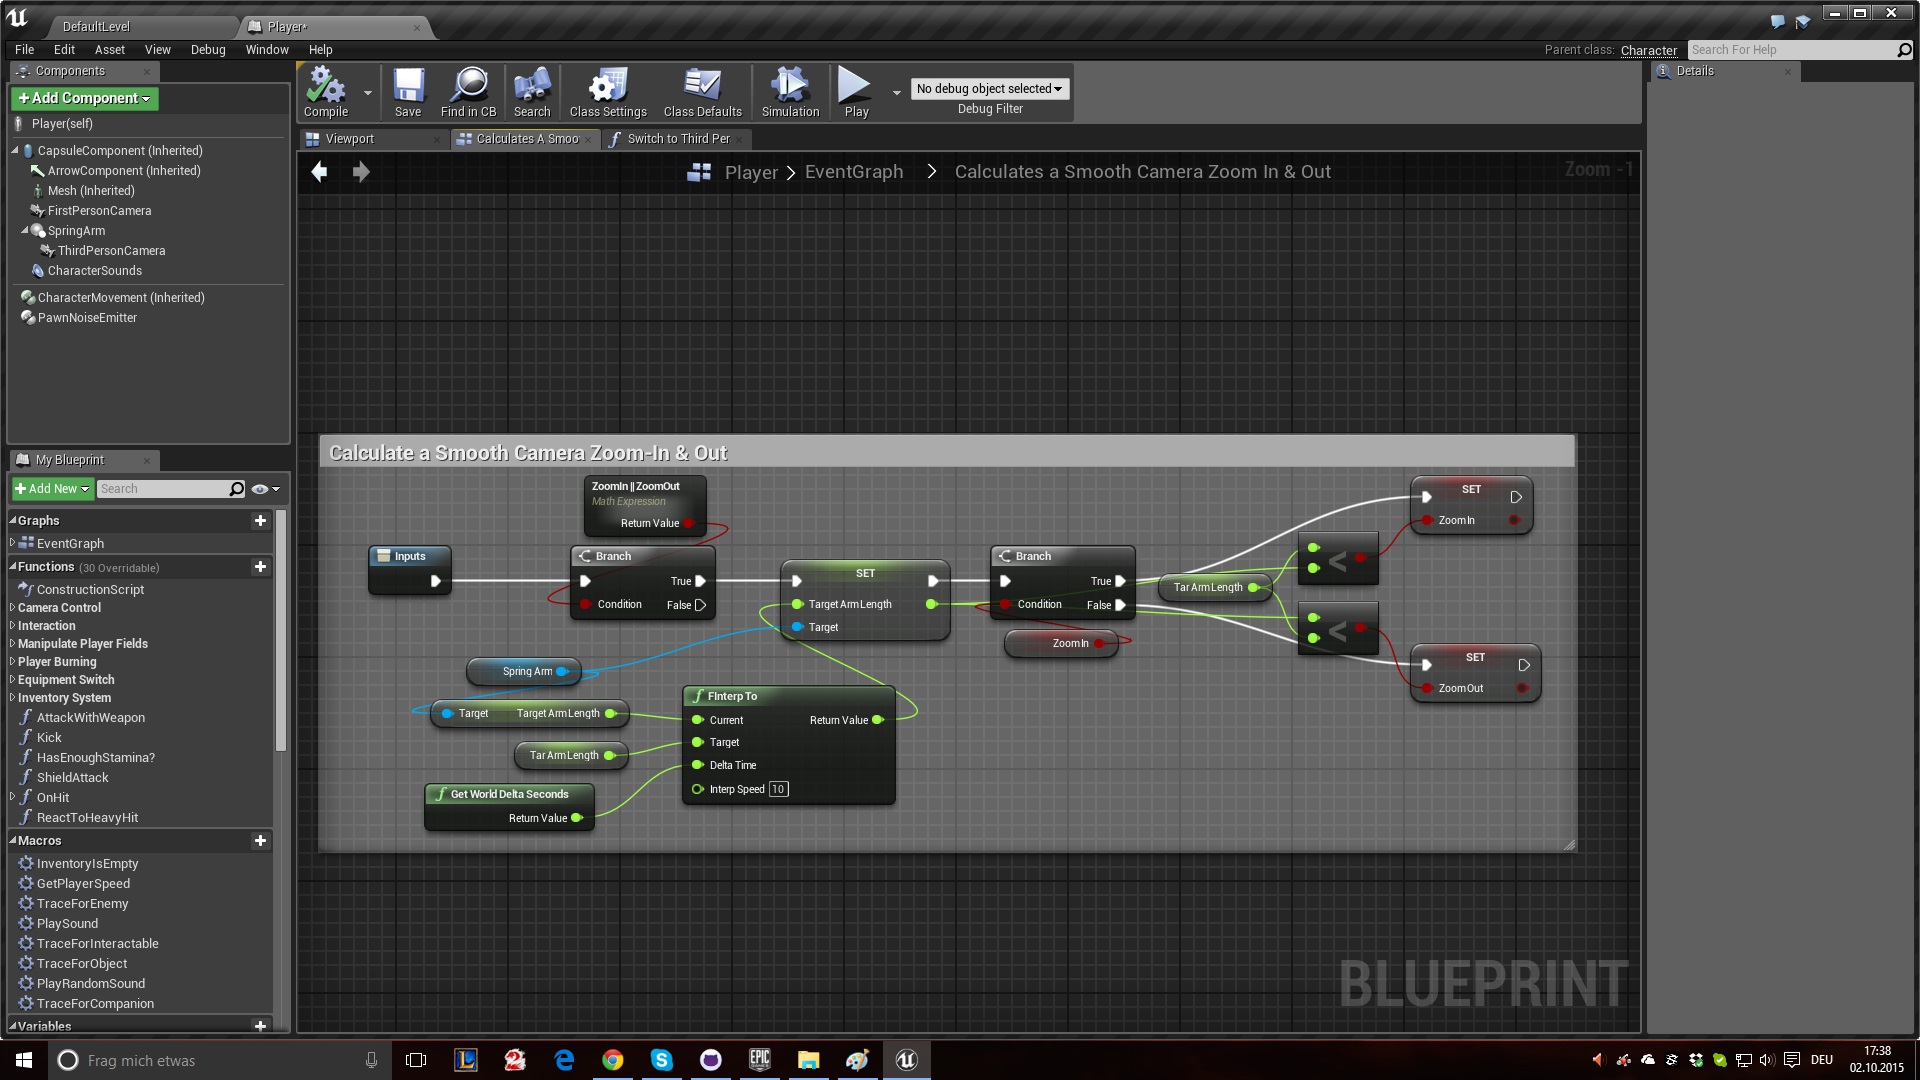 DefaultLevel
Player*
File Edit Asset View Debug Window Help
Parent class: Character
Search For Help
Components
Details
+ Add Component
Player(self)
CapsuleComponent (Inherited)
ArrowComponent (Inherited)
Mesh (Inherited)
FirstPersonCamera
SpringArm
ThirdPersonCamera
CharacterSounds
CharacterMovement (Inherited)
PawnNoiseEmitter
Compile
Save
Find in CB
Search
Class Settings
Class Defaults
Simulation
Play
No debug object selected
Debug Filter
Viewport
Calculates A Smoo
Switch to Third Per
Player > EventGraph > Calculates a Smooth Camera Zoom In & Out
Zoom -1
My Blueprint
+ Add New
Search
Graphs
EventGraph
Functions (30 Overridable)
ConstructionScript
Camera Control
Interaction
Manipulate Player Fields
Player Burning
Equipment Switch
Inventory System
AttackWithWeapon
Kick
HasEnoughStamina?
ShieldAttack
OnHit
ReactToHeavyHit
Macros
InventoryIsEmpty
GetPlayerSpeed
TraceForEnemy
PlaySound
TraceForInteractable
TraceForObject
PlayRandomSound
TraceForCompanion
Variables
Calculate a Smooth Camera Zoom-In & Out
ZoomIn || ZoomOut
Math Expression
Return Value
Inputs
Branch
True
Condition False
SET
Target Arm Length
Target
Branch
True
Condition False
Zoom In
Tar Arm Length
<
<
SET
Zoom In
SET
Zoom Out
Spring Arm
Target Target Arm Length
Tar Arm Length
Get World Delta Seconds
Return Value
FInterp To
Current Return Value
Target
Delta Time
Interp Speed 10
BLUEPRINT
Frag mich etwas
EPIC
GAMES
DEU
17:38
02.10.2015